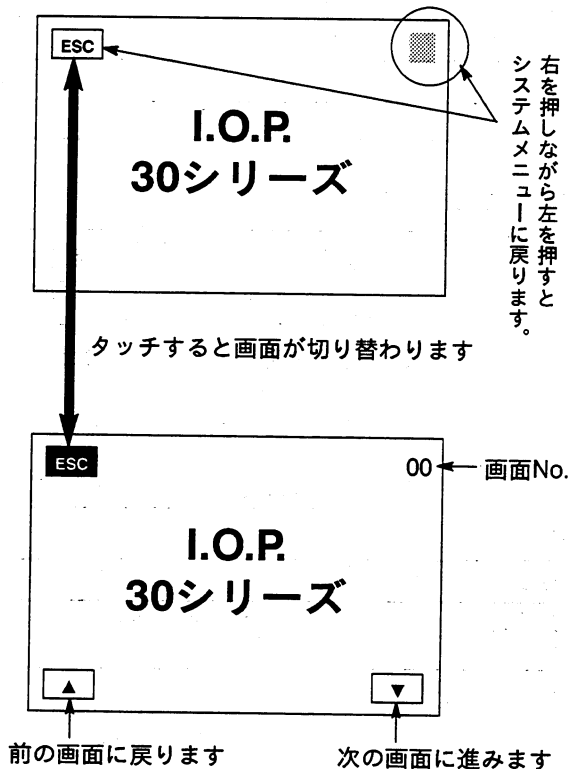 ESC
I.O.P.
30シリーズ
右を押しながら左を押すと
システムメニューに戻ります。
タッチすると画面が切り替わります
ESC
00
画面No.
I.O.P.
30シリーズ
▲
▼
前の画面に戻ります
次の画面に進みます